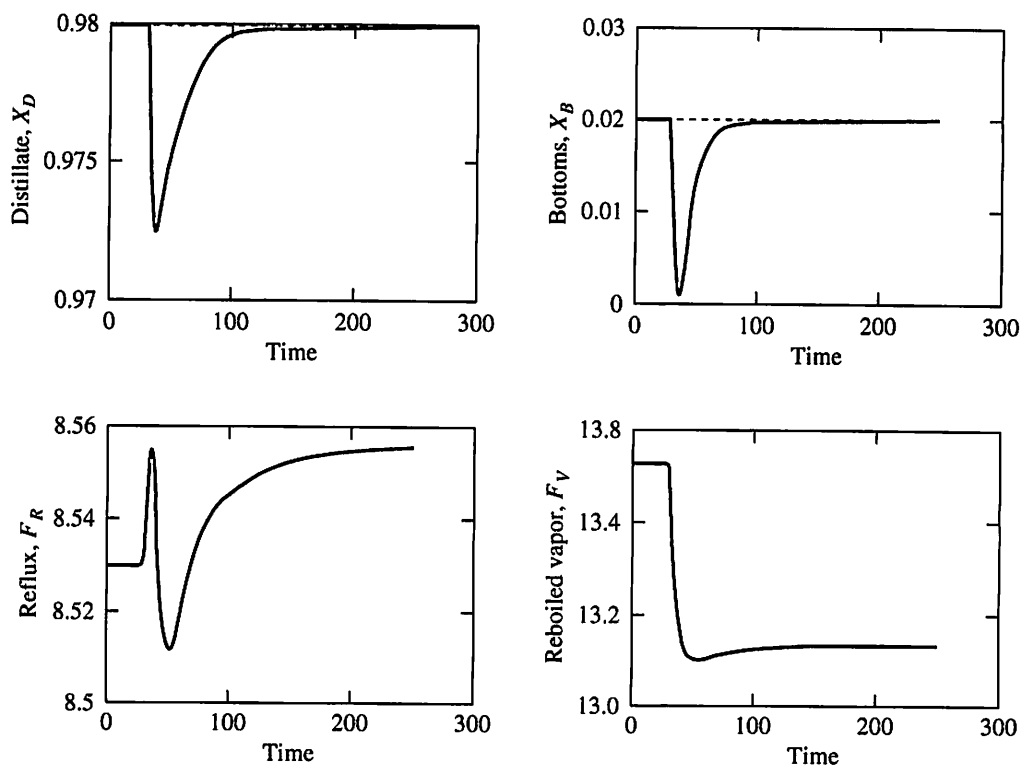 Distillate, X_D
0.98
0.975
0.97
0 100 200 300
Time
Bottoms, X_B
0.03
0.02
0.01
0
0 100 200 300
Time
Reflux, F_R
8.56
8.54
8.52
8.5
0 100 200 300
Time
Reboiled vapor, F_V
13.8
13.4
13.2
13.0
0 100 200 300
Time